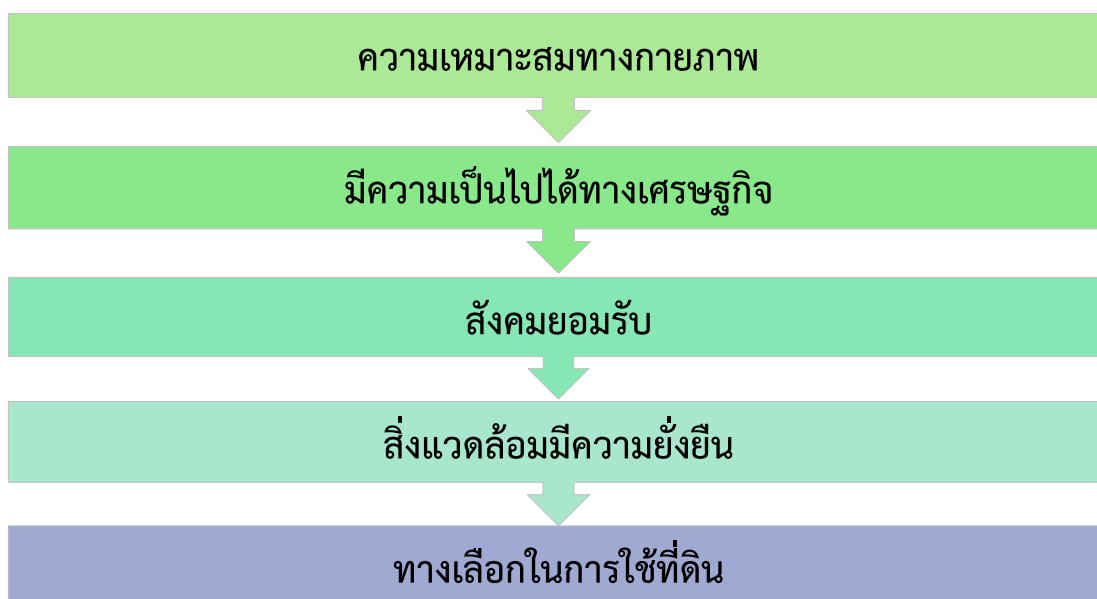 ความเหมาะสมทางกายภาพ
มีความเป็นไปได้ทางเศรษฐกิจ
สังคมยอมรับ
สิ่งแวดล้อมมีความยั่งยืน
ทางเลือกในการใช้ที่ดิน